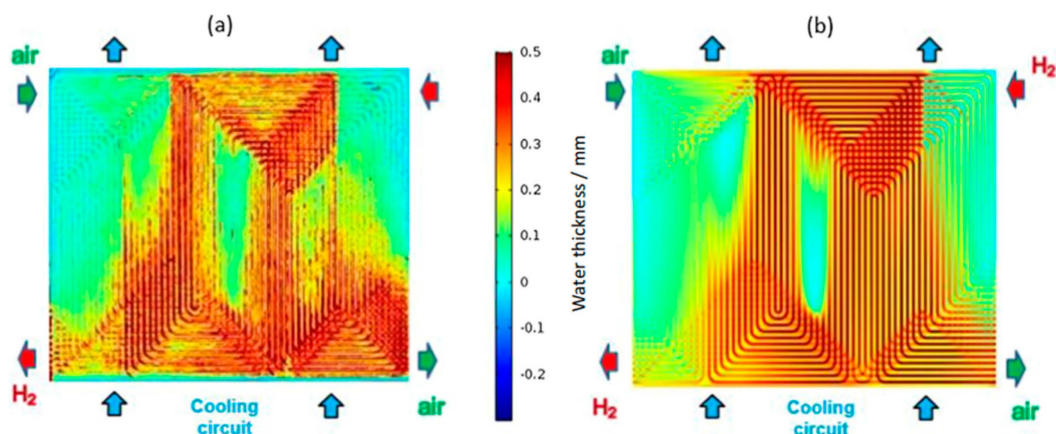 (a)
(b)
air
H₂
air
air
H₂
air
H₂
H₂
Cooling
circuit
Cooling
circuit
0.5
0.4
0.3
0.2
0.1
0
-0.1
-0.2
Water thickness / mm